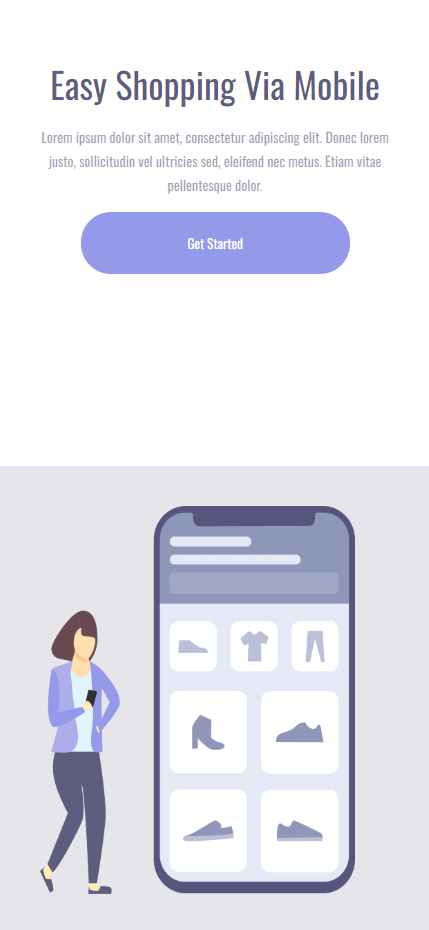 Easy Shopping Via Mobile
Lorem ipsum dolor sit amet, consectetur adipiscing elit. Donec lorem
justo, sollicitudin vel ultricies sed, eleifend nec metus. Etiam vitae
pellentesque dolor.
Get Started